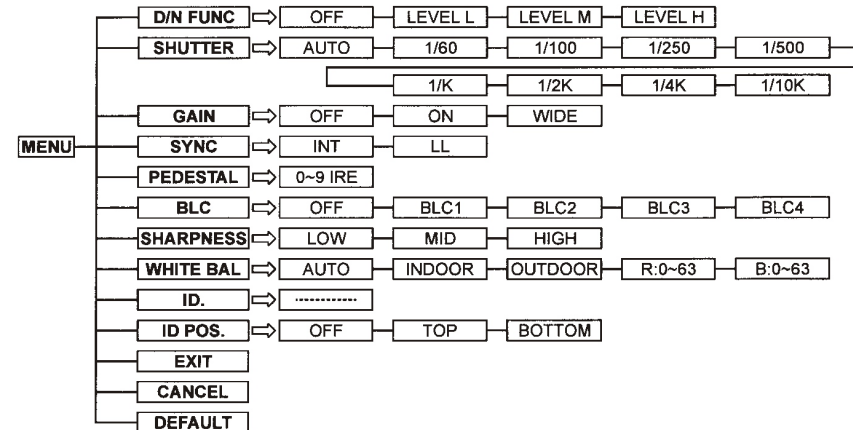 D/N FUNC OFF LEVEL L LEVEL M LEVEL H
SHUTTER AUTO 1/60 1/100 1/250 1/500
1/K 1/2K 1/4K 1/10K
GAIN OFF ON WIDE
MENU SYNC INT LL
PEDESTAL 0~9 IRE
BLC OFF BLC1 BLC2 BLC3 BLC4
SHARPNESS LOW MID HIGH
WHITE BAL AUTO INDOOR OUTDOOR R:0~63 B:0~63
ID. ------------
ID POS. OFF TOP BOTTOM
EXIT
CANCEL
DEFAULT